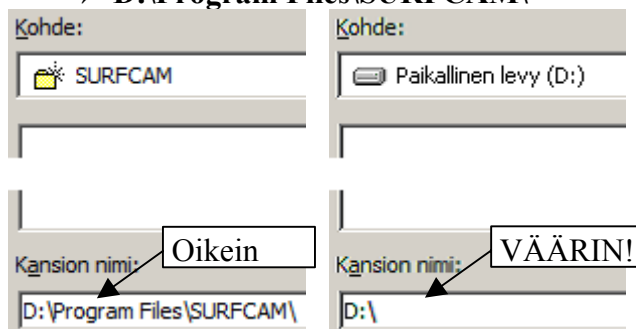 D:\Program Files\SURFCAM\
Kohde:
SURFCAM
Oikein
Kansion nimi:
D:\Program Files\SURFCAM\
Kohde:
Paikallinen levy (D:)
VÄÄRIN!
Kansion nimi:
D:\